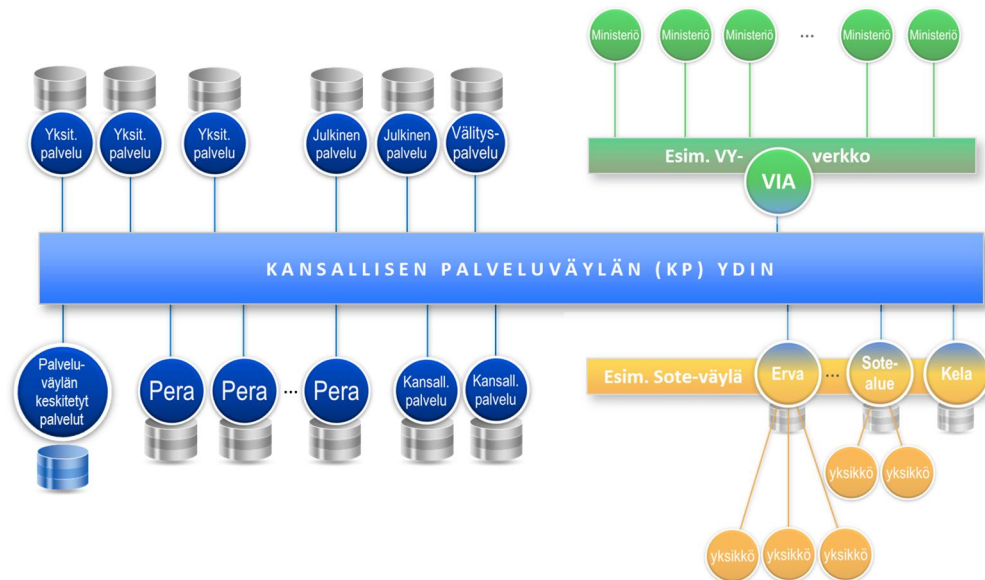 Ministeriö
Ministeriö
Ministeriö
...
Ministeriö
Ministeriö
Yksit.
palvelu
Yksit.
palvelu
Yksit.
palvelu
Julkinen
palvelu
Julkinen
palvelu
Välitys-
palvelu
Esim. VY- verkko
VIA
KANSALLISEN PALVELUVÄYLÄN (KP) YDIN
Palvelu-
väylän
keskitetyt
palvelut
Pera
Pera
...
Pera
Kansall.
palvelu
Kansall.
palvelu
Esim. Sote-väylä
Erva
...
Sote-
alue
Kela
yksikkö
yksikkö
yksikkö
yksikkö
yksikkö